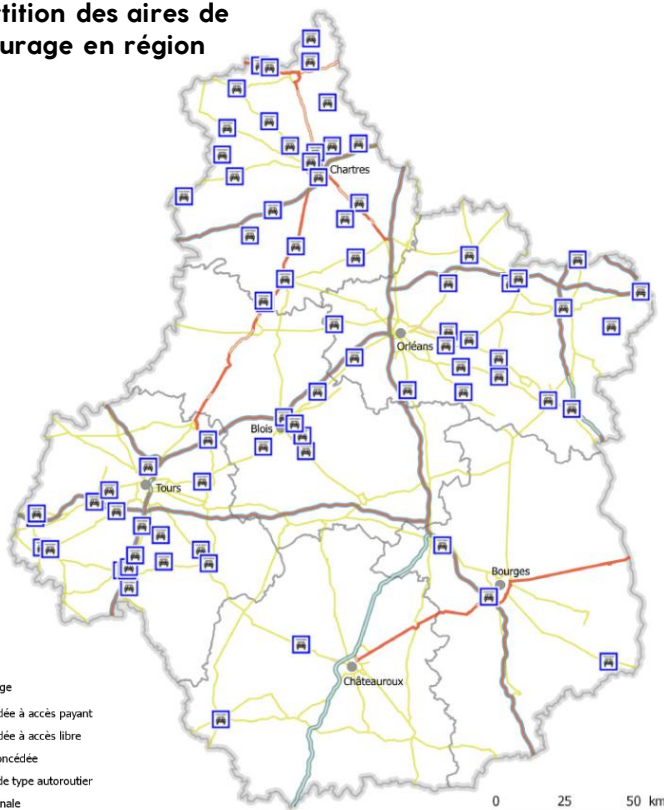 rtition des aires de
urage en région
Chartres
Orléans
Blois
Tours
Bourges
Châteauroux
ge
dée à accès payant
dée à accès libre
oncédée
de type autoroutier
nale
0 25 50 km